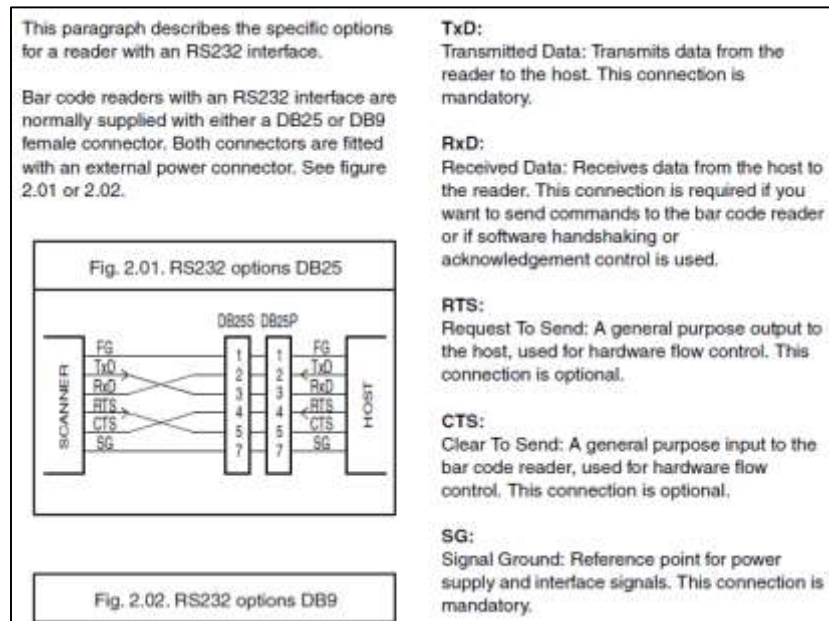 This paragraph describes the specific options
for a reader with an RS232 interface.
Bar code readers with an RS232 interface are
normally supplied with either a DB25 or DB9
female connector. Both connectors are fitted
with an external power connector. See figure
2.01 or 2.02.
Fig. 2.01. RS232 options DB25
DB25S DB25P
FG 1 1 FG
TxD 2 2 TxD
RxD 3 3 RxD
RTS 4 4 RTS
CTS 5 5 CTS
SG 7 7 SG
SCANNER
HOST
Fig. 2.02. RS232 options DB9
TxD:
Transmitted Data: Transmits data from the
reader to the host. This connection is
mandatory.
RxD:
Received Data: Receives data from the host to
the reader. This connection is required if you
want to send commands to the bar code reader
or if software handshaking or
acknowledgement control is used.
RTS:
Request To Send: A general purpose output to
the host, used for hardware flow control. This
connection is optional.
CTS:
Clear To Send: A general purpose input to the
bar code reader, used for hardware flow
control. This connection is optional.
SG:
Signal Ground: Reference point for power
supply and interface signals. This connection is
mandatory.